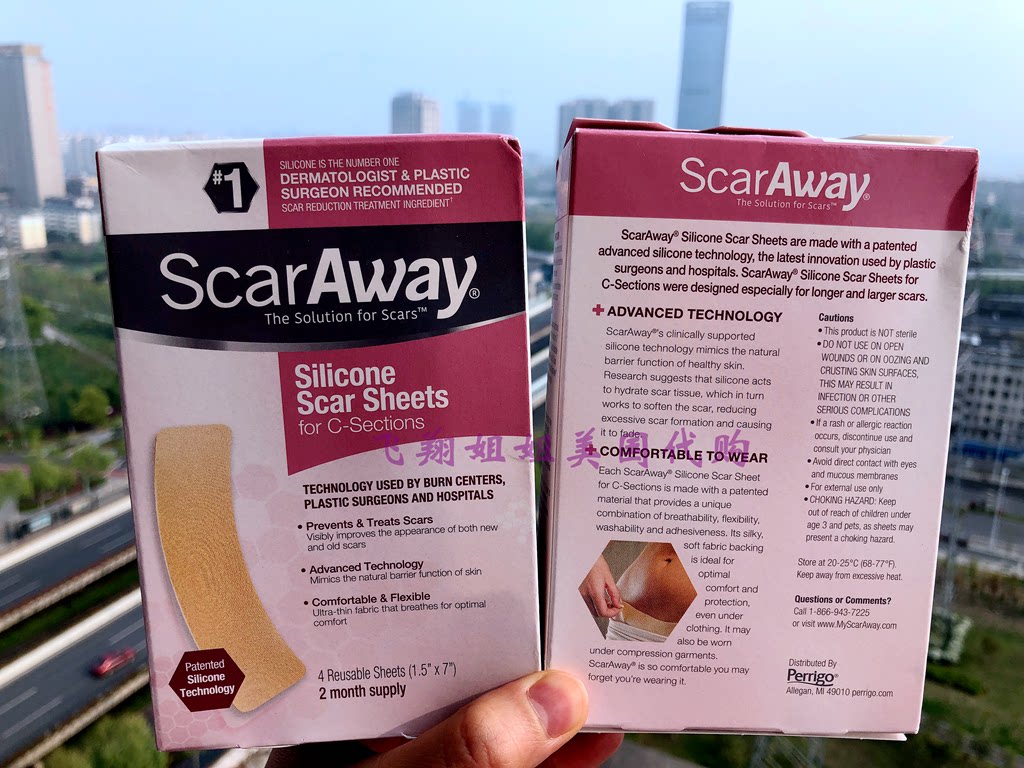 #1
SILICONE IS THE NUMBER ONE
DERMATOLOGIST & PLASTIC
SURGEON RECOMMENDED
SCAR REDUCTION TREATMENT INGREDIENT†
ScarAway®
The Solution for Scars™
Silicone
Scar Sheets
for C-Sections
TECHNOLOGY USED BY BURN CENTERS,
PLASTIC SURGEONS AND HOSPITALS
• Prevents & Treats Scars
Visibly improves the appearance of both new
and old scars
• Advanced Technology
Mimics the natural barrier function of skin
• Comfortable & Flexible
Ultra-thin fabric that breathes for optimal
comfort
Patented
Silicone
Technology
4 Reusable Sheets (1.5" x 7")
2 month supply
ScarAway®
The Solution for Scars™
ScarAway® Silicone Scar Sheets are made with a patented
advanced silicone technology, the latest innovation used by plastic
surgeons and hospitals. ScarAway® Silicone Scar Sheets for
C-Sections were designed especially for longer and larger scars.
+ ADVANCED TECHNOLOGY
ScarAway®'s clinically supported
silicone technology mimics the natural
barrier function of healthy skin.
Research suggests that silicone acts
to hydrate scar tissue, which in turn
works to soften the scar, reducing
excessive scar formation and causing
it to fade.
+ COMFORTABLE TO WEAR
Each ScarAway® Silicone Scar Sheet
for C-Sections is made with a patented
material that provides a unique
combination of breathability, flexibility,
washability and adhesiveness. Its silky,
soft fabric backing
is ideal for
optimal
comfort and
protection,
even under
clothing. It may
also be worn
under compression garments.
ScarAway® is so comfortable you may
forget you're wearing it.
Cautions
• This product is NOT sterile
• DO NOT USE ON OPEN
WOUNDS OR ON OOZING AND
CRUSTING SKIN SURFACES,
THIS MAY RESULT IN
INFECTION OR OTHER
SERIOUS COMPLICATIONS
• If a rash or allergic reaction
occurs, discontinue use and
consult your physician
• Avoid direct contact with eyes
and mucous membranes
• For external use only
• CHOKING HAZARD: Keep
out of reach of children under
age 3 and pets, as sheets may
present a choking hazard.
Store at 20-25°C (68-77°F).
Keep away from excessive heat.
Questions or Comments?
Call 1-866-943-7225
or visit www.MyScarAway.com
Distributed By
Perrigo®
Allegan, MI 49010 perrigo.com
飞翔姐姐美国代购